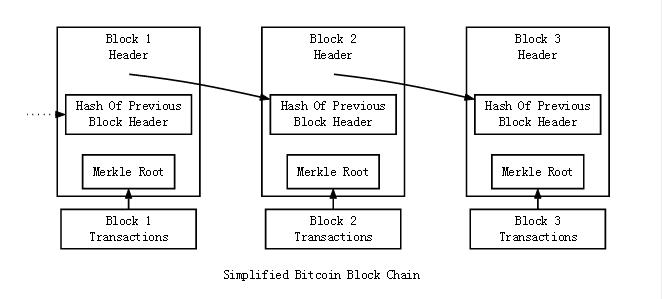 Block 1
Header
Block 2
Header
Block 3
Header
Hash Of Previous
Block Header
Hash Of Previous
Block Header
Hash Of Previous
Block Header
Merkle Root
Merkle Root
Merkle Root
Block 1
Transactions
Block 2
Transactions
Block 3
Transactions
Simplified Bitcoin Block Chain